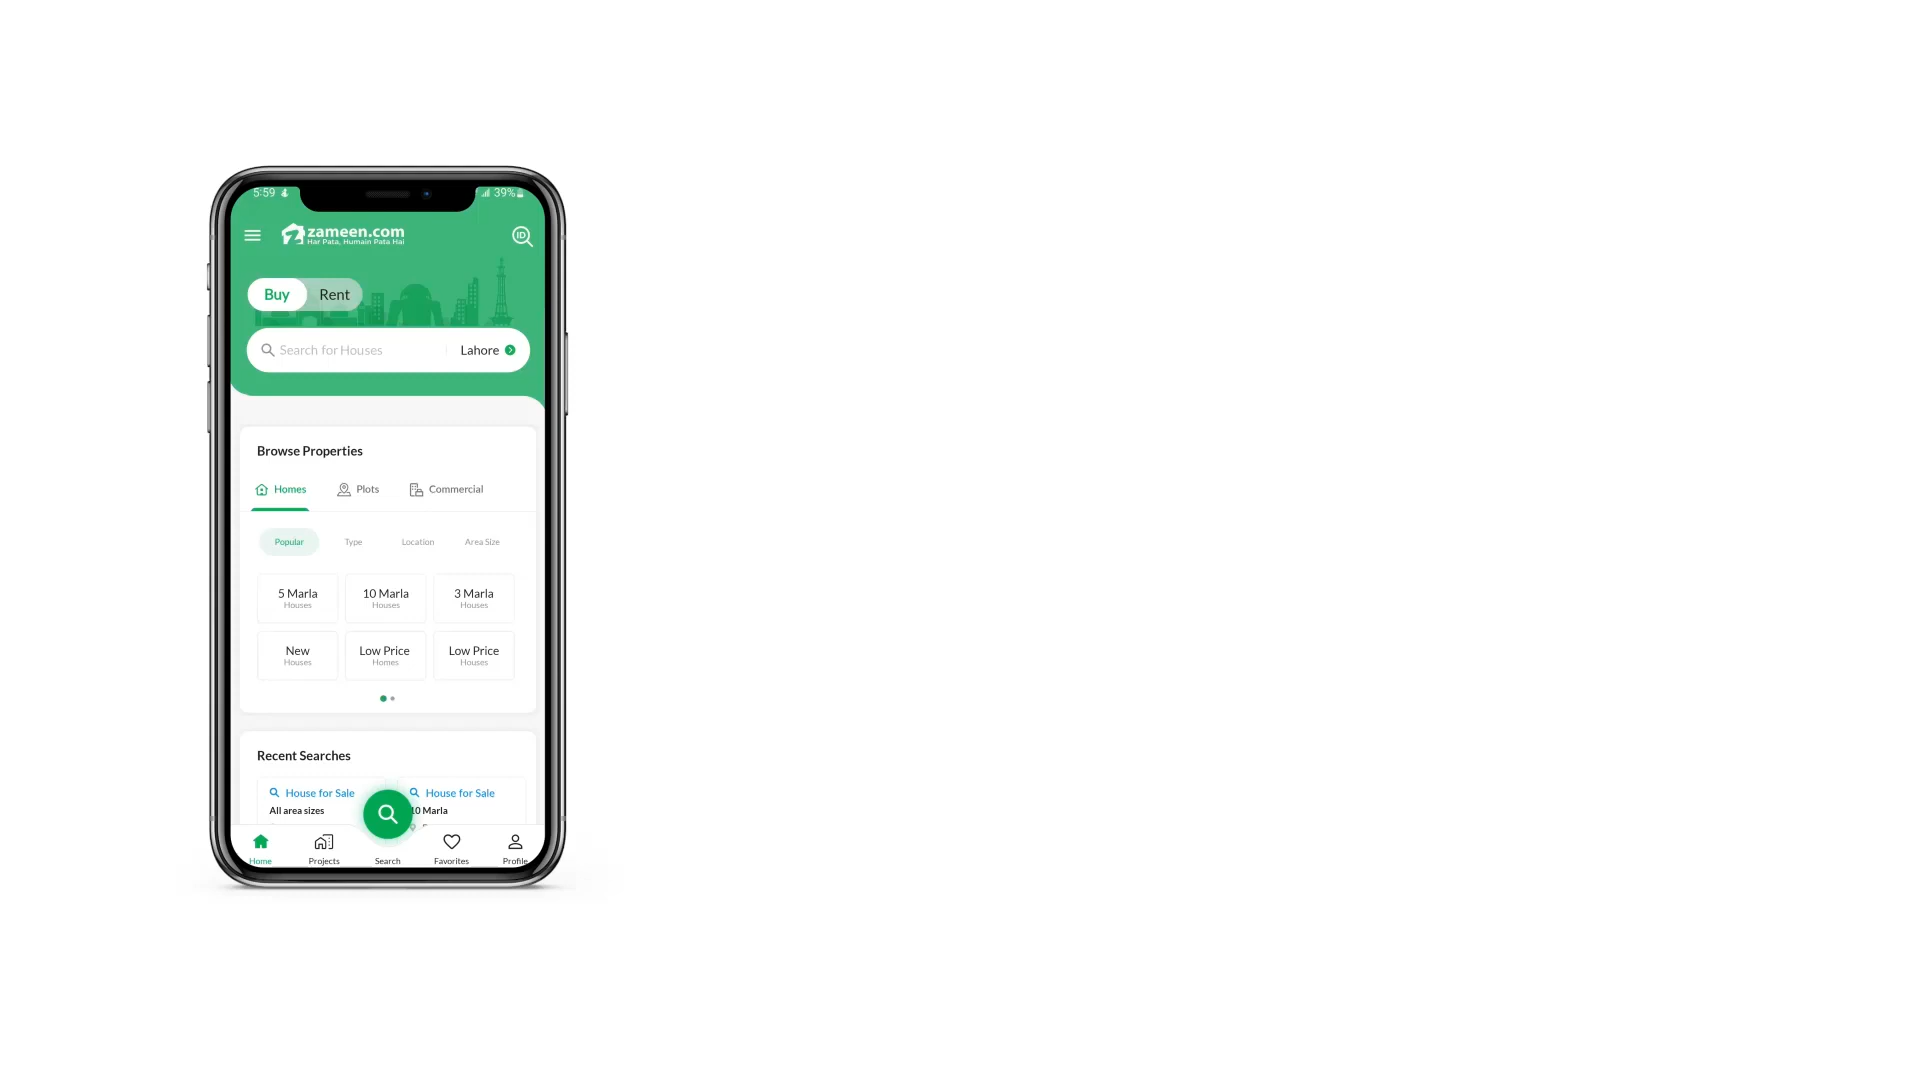 5:59
39%
zameen.com
Har Pata, Humain Pata Hai
ID
Buy Rent
Search for Houses Lahore
Browse Properties
Homes Plots Commercial
Popular Type Location Area Size
5 Marla 10 Marla 3 Marla
Houses Houses Houses
New Low Price Low Price
Houses Homes Houses
Recent Searches
House for Sale House for Sale
All area sizes 10 Marla
Home Projects Search Favorites Profile